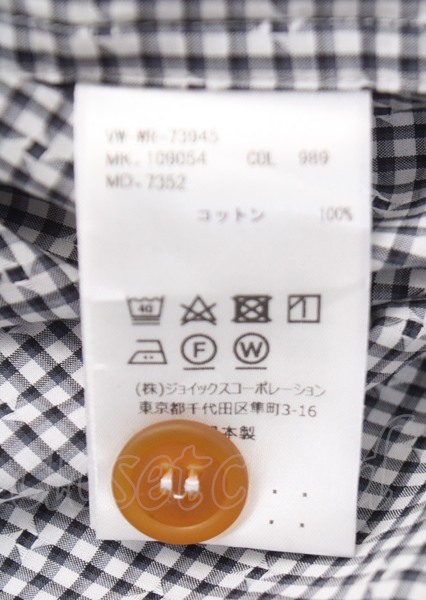 VW-WR-73945
MK.109054 COL 989
MD.7352
コットン 100%
40
F W
(株)ジョイックスコーポレーション
東京都千代田区隼町3-16
本製